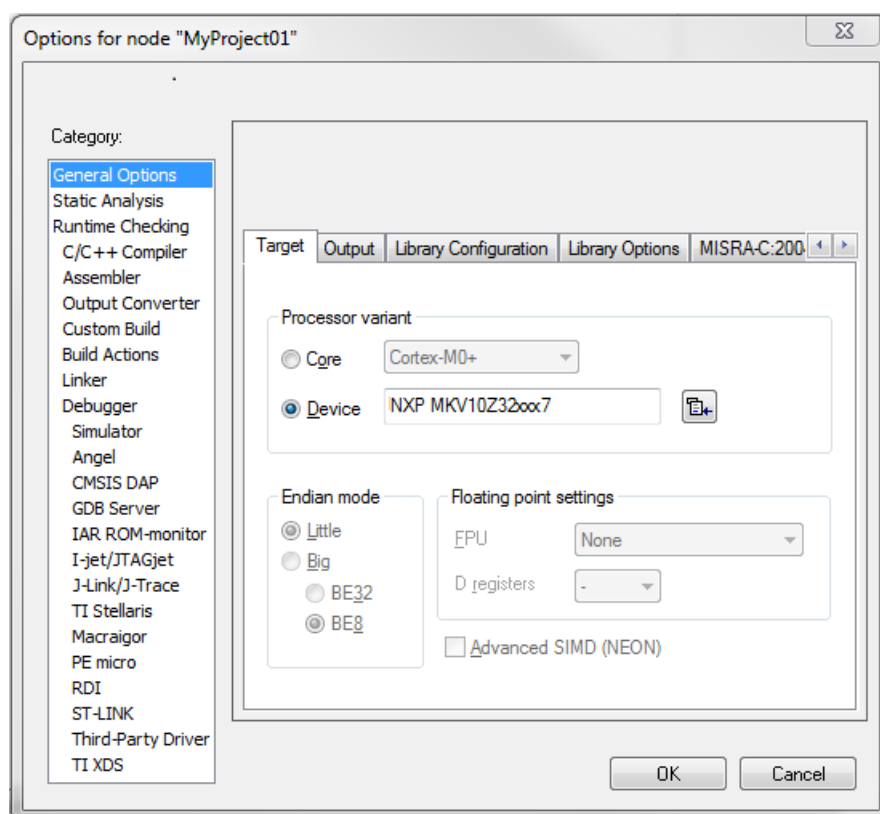 Options for node "MyProject01"
Category:
General Options
Static Analysis
Runtime Checking
C/C++ Compiler
Assembler
Output Converter
Custom Build
Build Actions
Linker
Debugger
Simulator
Angel
CMSIS DAP
GDB Server
IAR ROM-monitor
I-jet/JTAGjet
J-Link/J-Trace
TI Stellaris
Macraigor
PE micro
RDI
ST-LINK
Third-Party Driver
TI XDS
Target Output Library Configuration Library Options MISRA-C:200
Processor variant
Core Cortex-M0+
Device NXP MKV10Z32xxx7
Endian mode
Little
Big
BE32
BE8
Floating point settings
FPU None
D registers -
Advanced SIMD (NEON)
OK Cancel